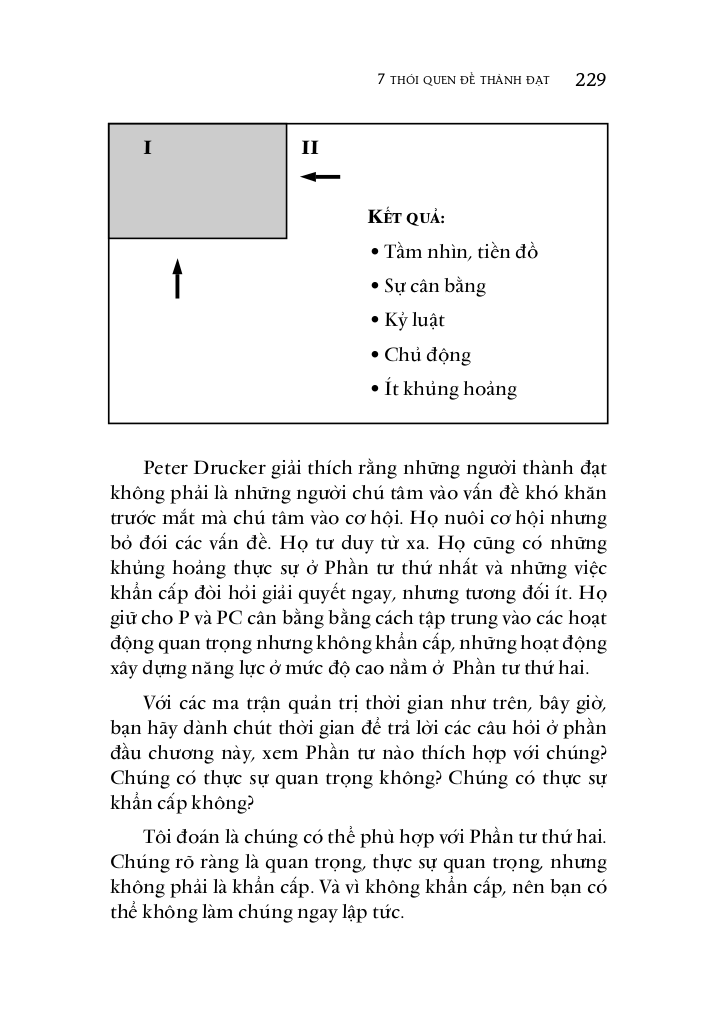 7 THÓI QUEN ĐỂ THÀNH ĐẠT 229
I
II
KẾT QUẢ:
• Tầm nhìn, tiền đồ
• Sự cân bằng
• Kỷ luật
• Chủ động
• Ít khủng hoảng
Peter Drucker giải thích rằng những người thành đạt
không phải là những người chú tâm vào vấn đề khó khăn
trước mắt mà chú tâm vào cơ hội. Họ nuôi cơ hội nhưng
bỏ đói các vấn đề. Họ tư duy từ xa. Họ cũng có những
khủng hoảng thực sự ở Phần tư thứ nhất và những việc
khẩn cấp đòi hỏi giải quyết ngay, nhưng tương đối ít. Họ
giữ cho P và PC cân bằng bằng cách tập trung vào các hoạt
động quan trọng nhưng không khẩn cấp, những hoạt động
xây dựng năng lực ở mức độ cao nằm ở Phần tư thứ hai.
Với các ma trận quản trị thời gian như trên, bây giờ,
bạn hãy dành chút thời gian để trả lời các câu hỏi ở phần
đầu chương này, xem Phần tư nào thích hợp với chúng?
Chúng có thực sự quan trọng không? Chúng có thực sự
khẩn cấp không?
Tôi đoán là chúng có thể phù hợp với Phần tư thứ hai.
Chúng rõ ràng là quan trọng, thực sự quan trọng, nhưng
không phải là khẩn cấp. Và vì không khẩn cấp, nên bạn có
thể không làm chúng ngay lập tức.